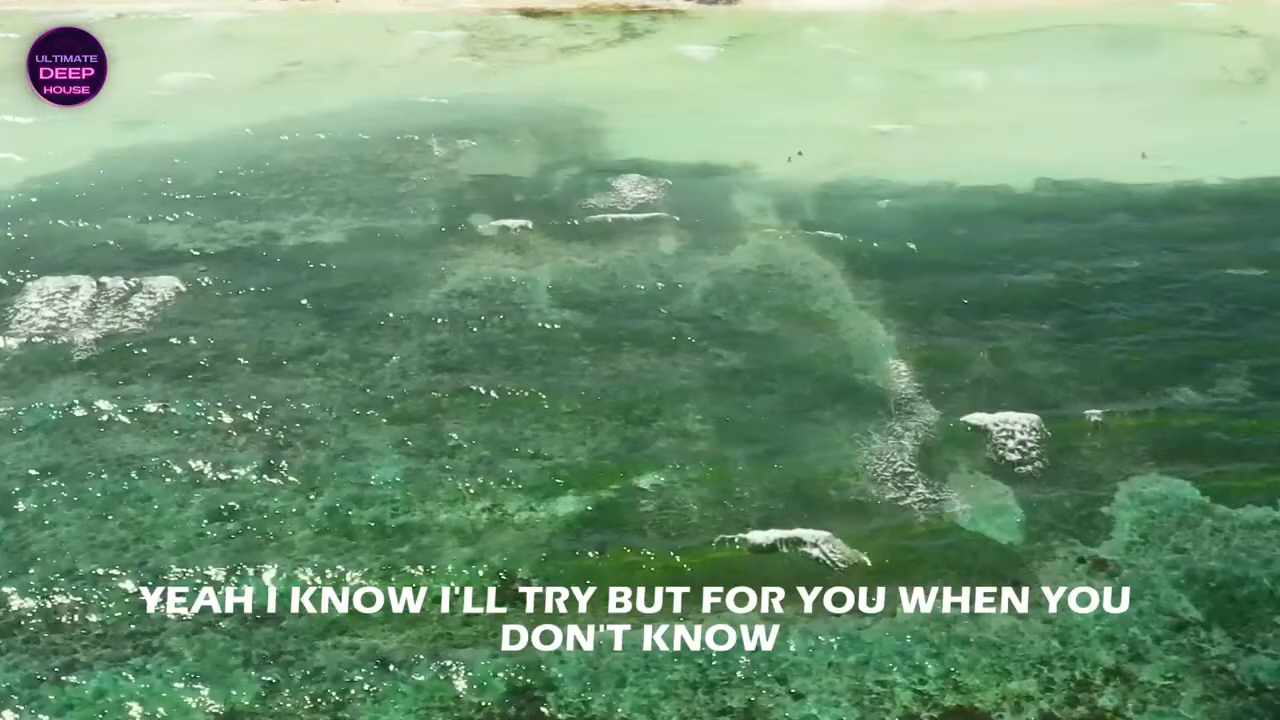 ULTIMATE
DEEP
HOUSE
YEAH I KNOW I'LL TRY BUT FOR YOU WHEN YOU
DON'T KNOW